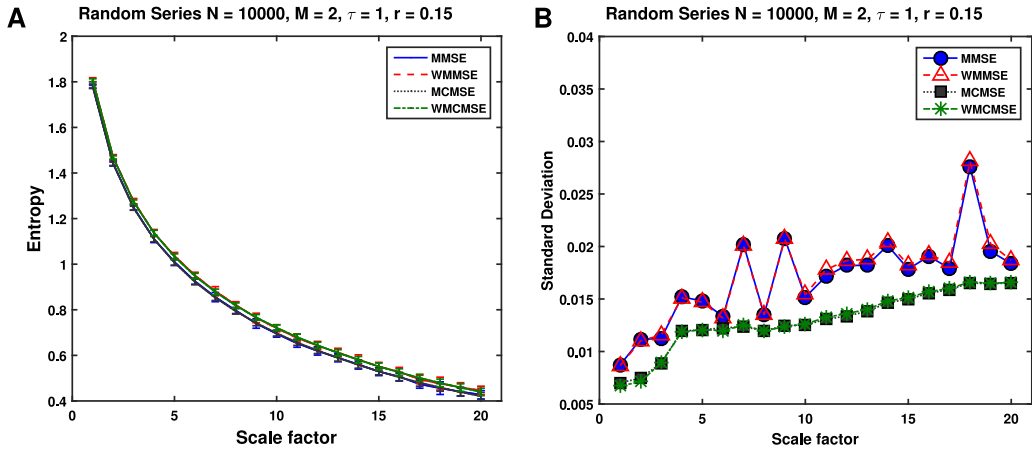 A
Random Series N = 10000, M = 2, τ = 1, r = 0.15
2
1.8
1.6
1.4
1.2
1
0.8
0.6
0.4
Entropy
0
5
10
15
20
Scale factor
MMSE
WMMSE
MCMSE
WMCMSE
B
Random Series N = 10000, M = 2, τ = 1, r = 0.15
0.04
0.035
0.03
0.025
0.02
0.015
0.01
0.005
Standard Deviation
0
5
10
15
20
Scale factor
MMSE
WMMSE
MCMSE
WMCMSE